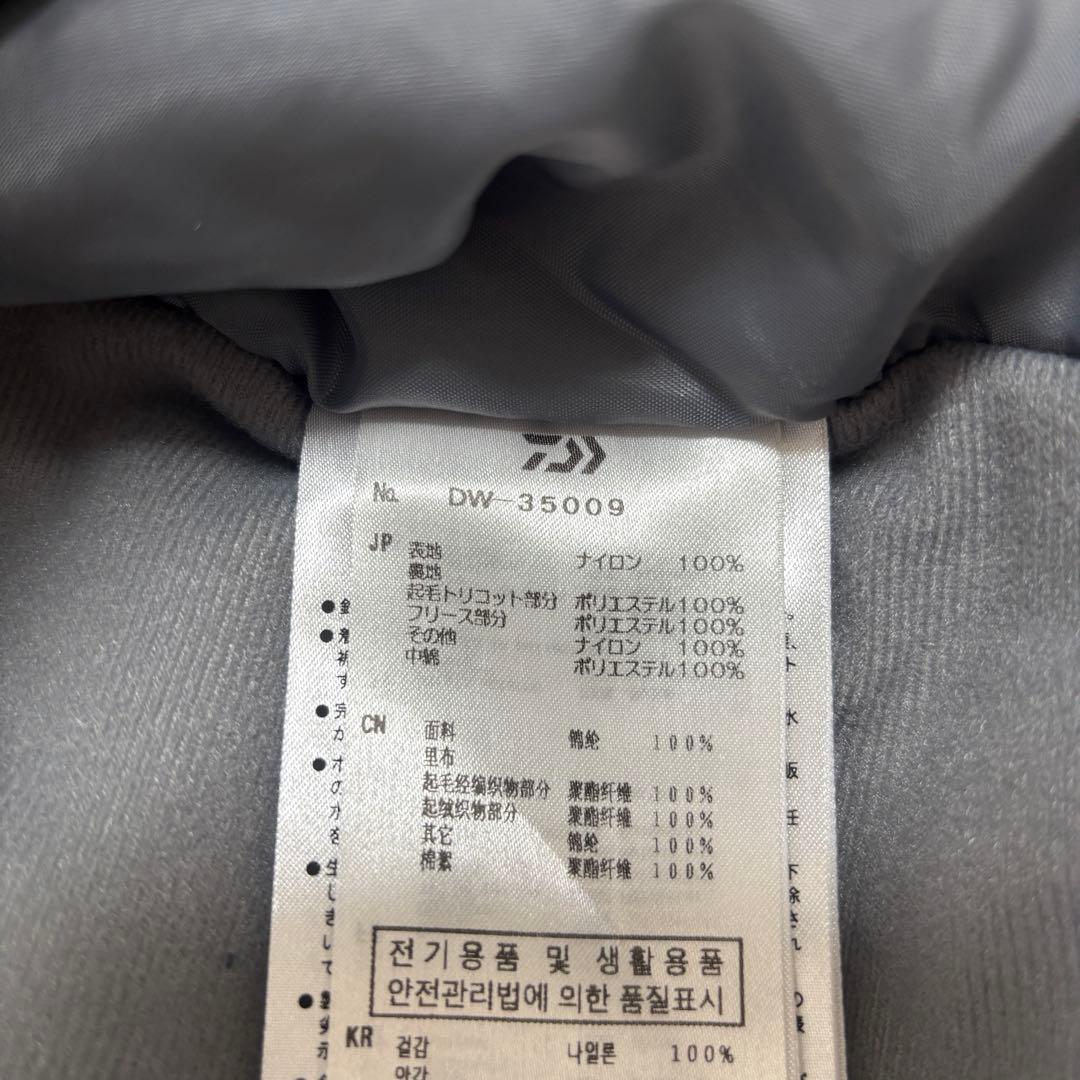 No. DW-35009
JP 表地 ナイロン 100%
裏地
起毛トリコット部分 ポリエステル100%
フリース部分 ポリエステル100%
その他 ナイロン 100%
中綿 ポリエステル100%
CN 面料 锦纶 100%
里布
起毛经编织物部分 聚酯纤维 100%
起绒织物部分 聚酯纤维 100%
其它 锦纶 100%
棉絮 聚酯纤维 100%
전기용품 및 생활용품
안전관리법에 의한 품질표시
KR 겉감 나일론 100%
안감